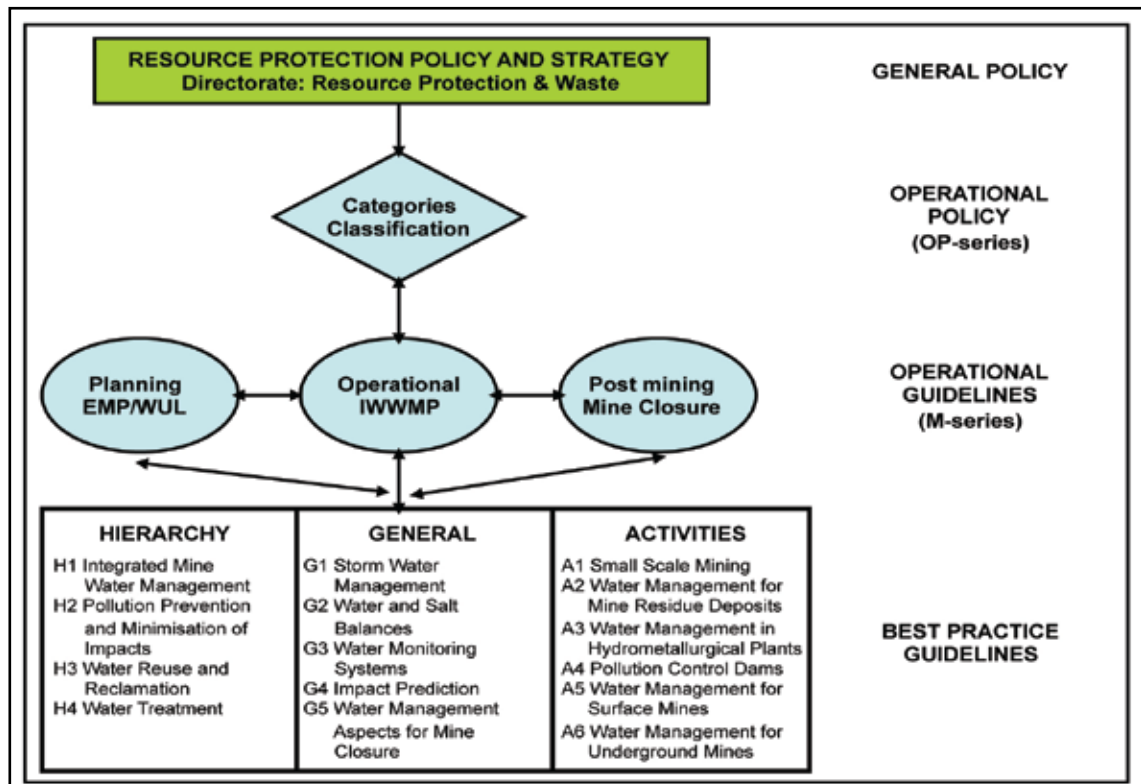 RESOURCE PROTECTION POLICY AND STRATEGY
Directorate: Resource Protection & Waste
GENERAL POLICY
Categories
Classification
OPERATIONAL
POLICY
(OP-series)
Planning
EMP/WUL
Operational
IWWMP
Post mining
Mine Closure
OPERATIONAL
GUIDELINES
(M-series)
HIERARCHY
H1 Integrated Mine
Water Management
H2 Pollution Prevention
and Minimisation of
Impacts
H3 Water Reuse and
Reclamation
H4 Water Treatment
GENERAL
G1 Storm Water
Management
G2 Water and Salt
Balances
G3 Water Monitoring
Systems
G4 Impact Prediction
G5 Water Management
Aspects for Mine
Closure
ACTIVITIES
A1 Small Scale Mining
A2 Water Management for
Mine Residue Deposits
A3 Water Management in
Hydrometallurgical Plants
A4 Pollution Control Dams
A5 Water Management for
Surface Mines
A6 Water Management for
Underground Mines
BEST PRACTICE
GUIDELINES